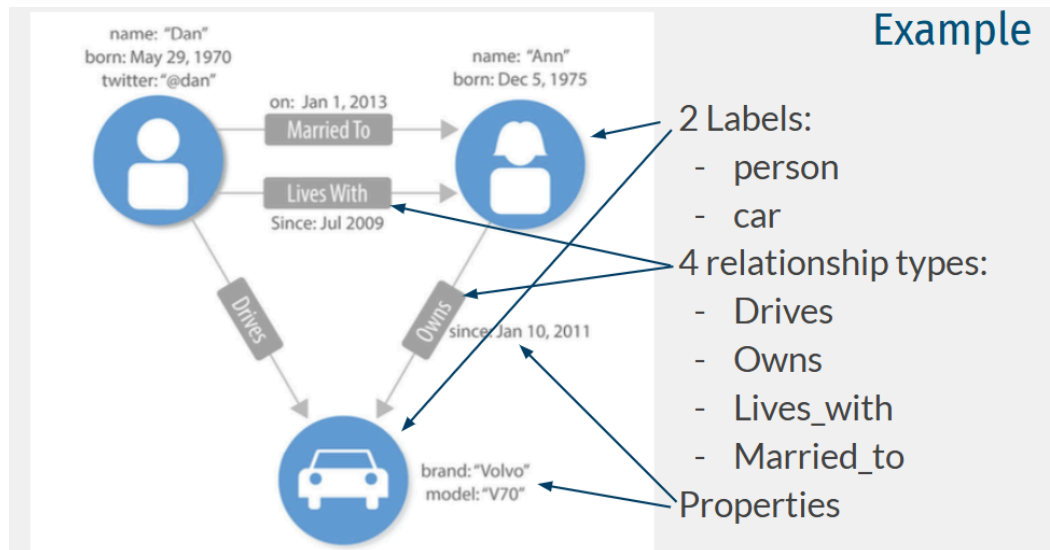 Example
name: “Dan”
born: May 29, 1970
twitter: “@dan”
name: “Ann”
born: Dec 5, 1975
on: Jan 1, 2013
Married To
Lives With
Since: Jul 2009
Drives
Owns
since: Jan 10, 2011
brand: “Volvo”
model: “V70”
2 Labels:
- person
- car
4 relationship types:
- Drives
- Owns
- Lives_with
- Married_to
Properties